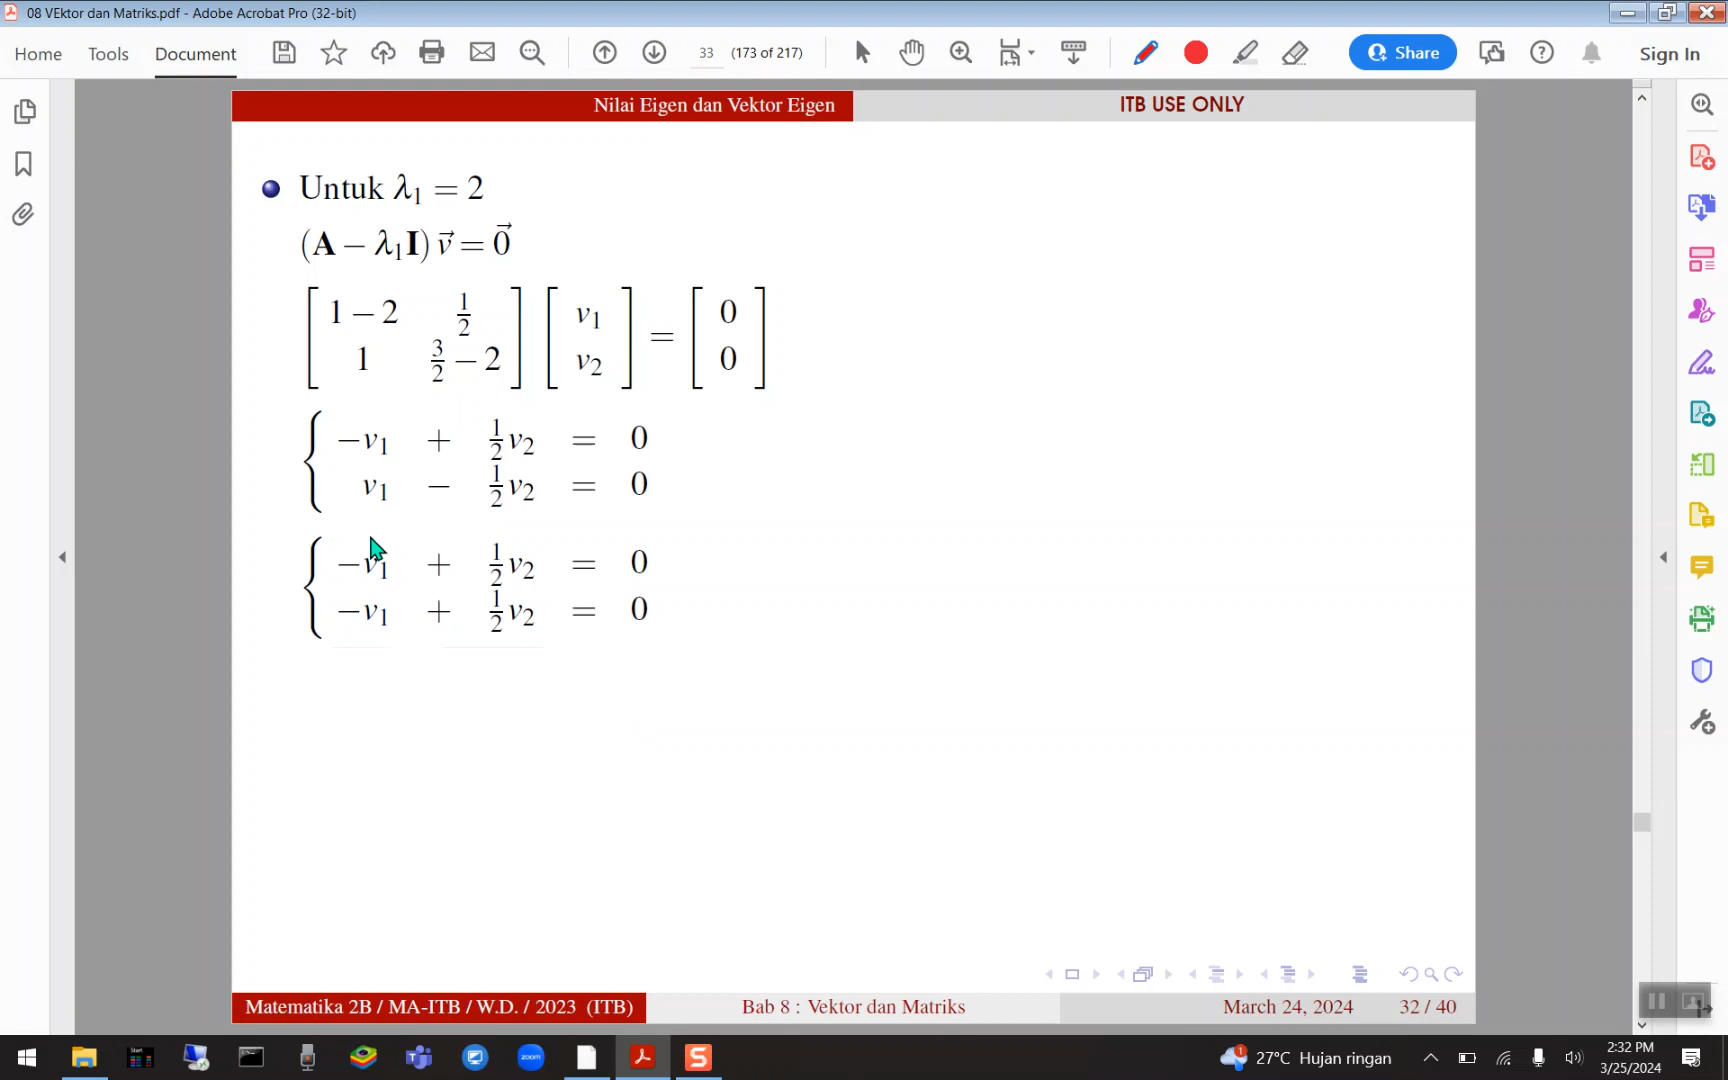 08 VEktor dan Matriks.pdf - Adobe Acrobat Pro (32-bit)
Home Tools Document 33 (173 of 217) Share Sign In
Nilai Eigen dan Vektor Eigen ITB USE ONLY
Untuk λ₁ = 2
(A − λ₁I) v⃗ = 0⃗
[ 1 − 2   1/2 ] [ v₁ ] = [ 0 ]
[ 1   3/2 − 2 ] [ v₂ ]   [ 0 ]
{ −v₁ + 1/2 v₂ = 0
v₁ − 1/2 v₂ = 0
{ −v₁ + 1/2 v₂ = 0
−v₁ + 1/2 v₂ = 0
Matematika 2B / MA-ITB / W.D. / 2023 (ITB) Bab 8 : Vektor dan Matriks March 24, 2024 32 / 40
Start zoom S 1 27°C Hujan ringan 2:32 PM
3/25/2024